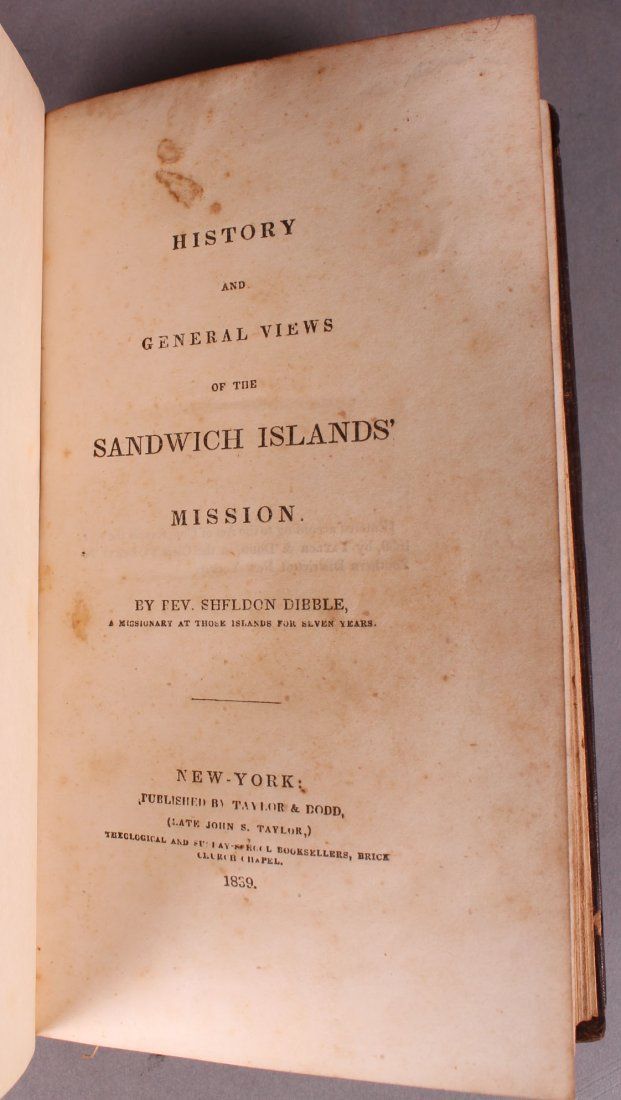 HISTORY
AND
GENERAL VIEWS
OF THE
SANDWICH ISLANDS'
MISSION.
BY REV. SHELDON DIBBLE,
A MISSIONARY AT THOSE ISLANDS FOR SEVEN YEARS.
NEW-YORK:
PUBLISHED BY TAYLOR & DODD,
(LATE JOHN S. TAYLOR,)
THEOLOGICAL AND SUNDAY-SCHOOL BOOKSELLERS, BRICK
CHURCH CHAPEL.
1839.